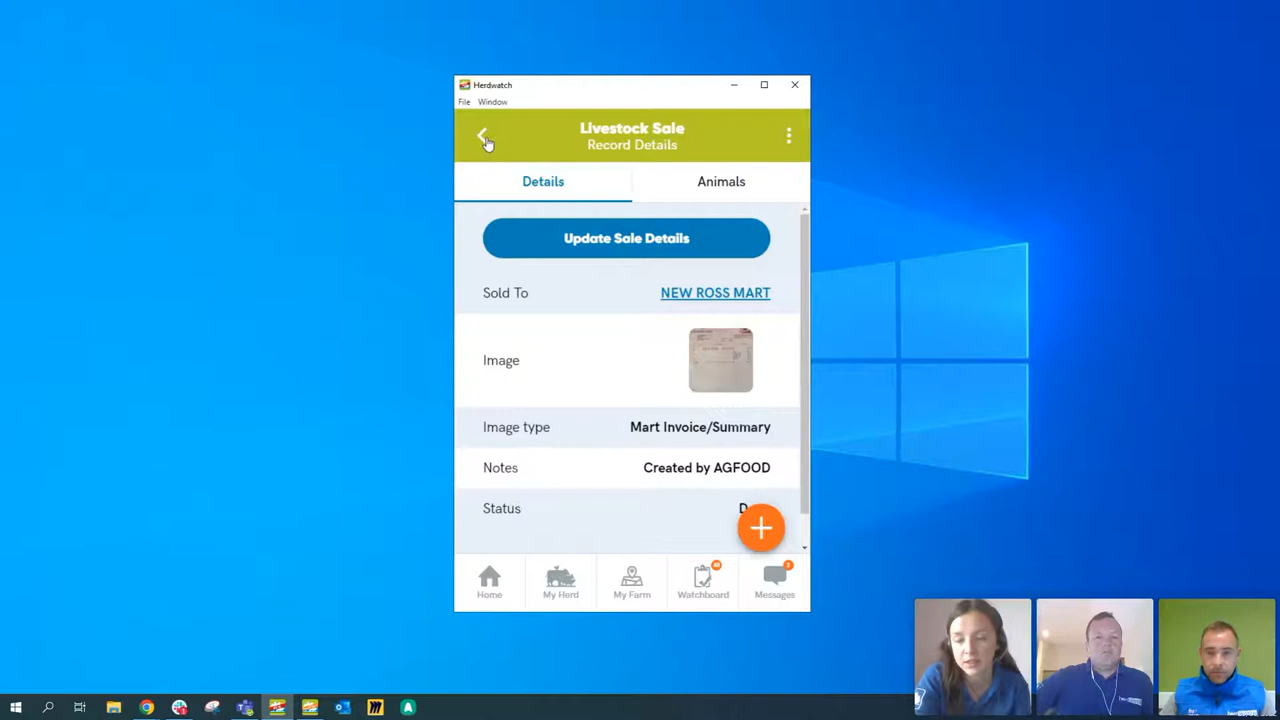 Herdwatch
File Window
Livestock Sale
Record Details
Details Animals
Update Sale Details
Sold To NEW ROSS MART
Image
Image type Mart Invoice/Summary
Notes Created by AGFOOD
Status
Home My Herd My Farm Watchboard Messages